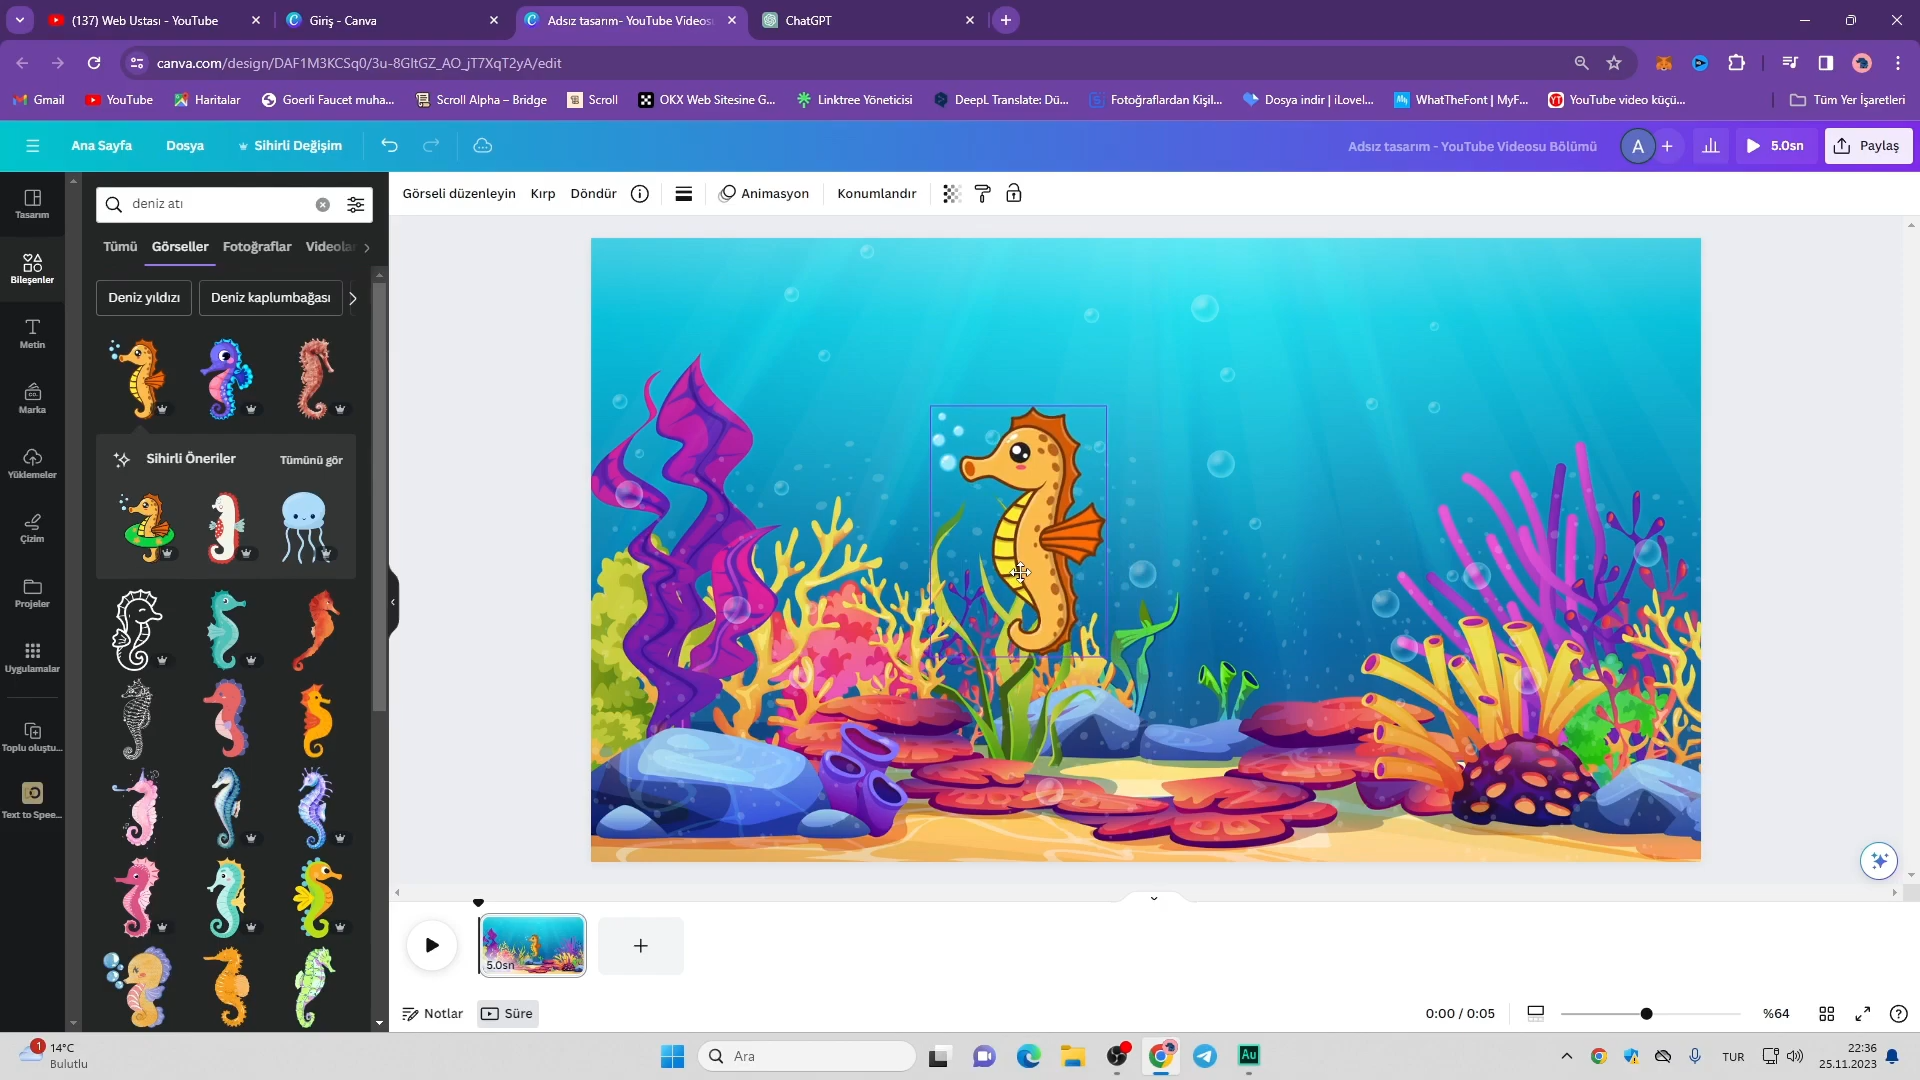 (137) Web Ustası - YouTube
Giriş - Canva
Adsız tasarım- YouTube Videosu
ChatGPT
canva.com/design/DAF1M3KCSq0/3u-8GItGZ_AO_jT7XqT2yA/edit
Gmail
YouTube
Haritalar
Goerli Faucet muha...
Scroll Alpha – Bridge
Scroll
OKX Web Sitesine G...
Linktree Yöneticisi
DeepL Translate: Dü...
Fotoğraflardan Kişil...
Dosya indir | iLovel...
WhatTheFont | MyF...
YouTube video küçü...
Tüm Yer İşaretleri
Ana Sayfa
Dosya
Sihirli Değişim
Adsız tasarım - YouTube Videosu Bölümü
A
5.0sn
Paylaş
Tasarım
Bileşenler
Metin
Marka
Yüklemeler
Çizim
Projeler
Uygulamalar
Toplu oluştu...
Text to Spee...
deniz atı
Tümü
Görseller
Fotoğraflar
Videolar
Deniz yıldızı
Deniz kaplumbağası
Sihirli Öneriler
Tümünü gör
Görseli düzenleyin
Kırp
Döndür
Animasyon
Konumlandır
5.0sn
Notlar
Süre
0:00 / 0:05
%64
1
14°C
Bulutlu
Ara
Au
TUR
22:36
25.11.2023